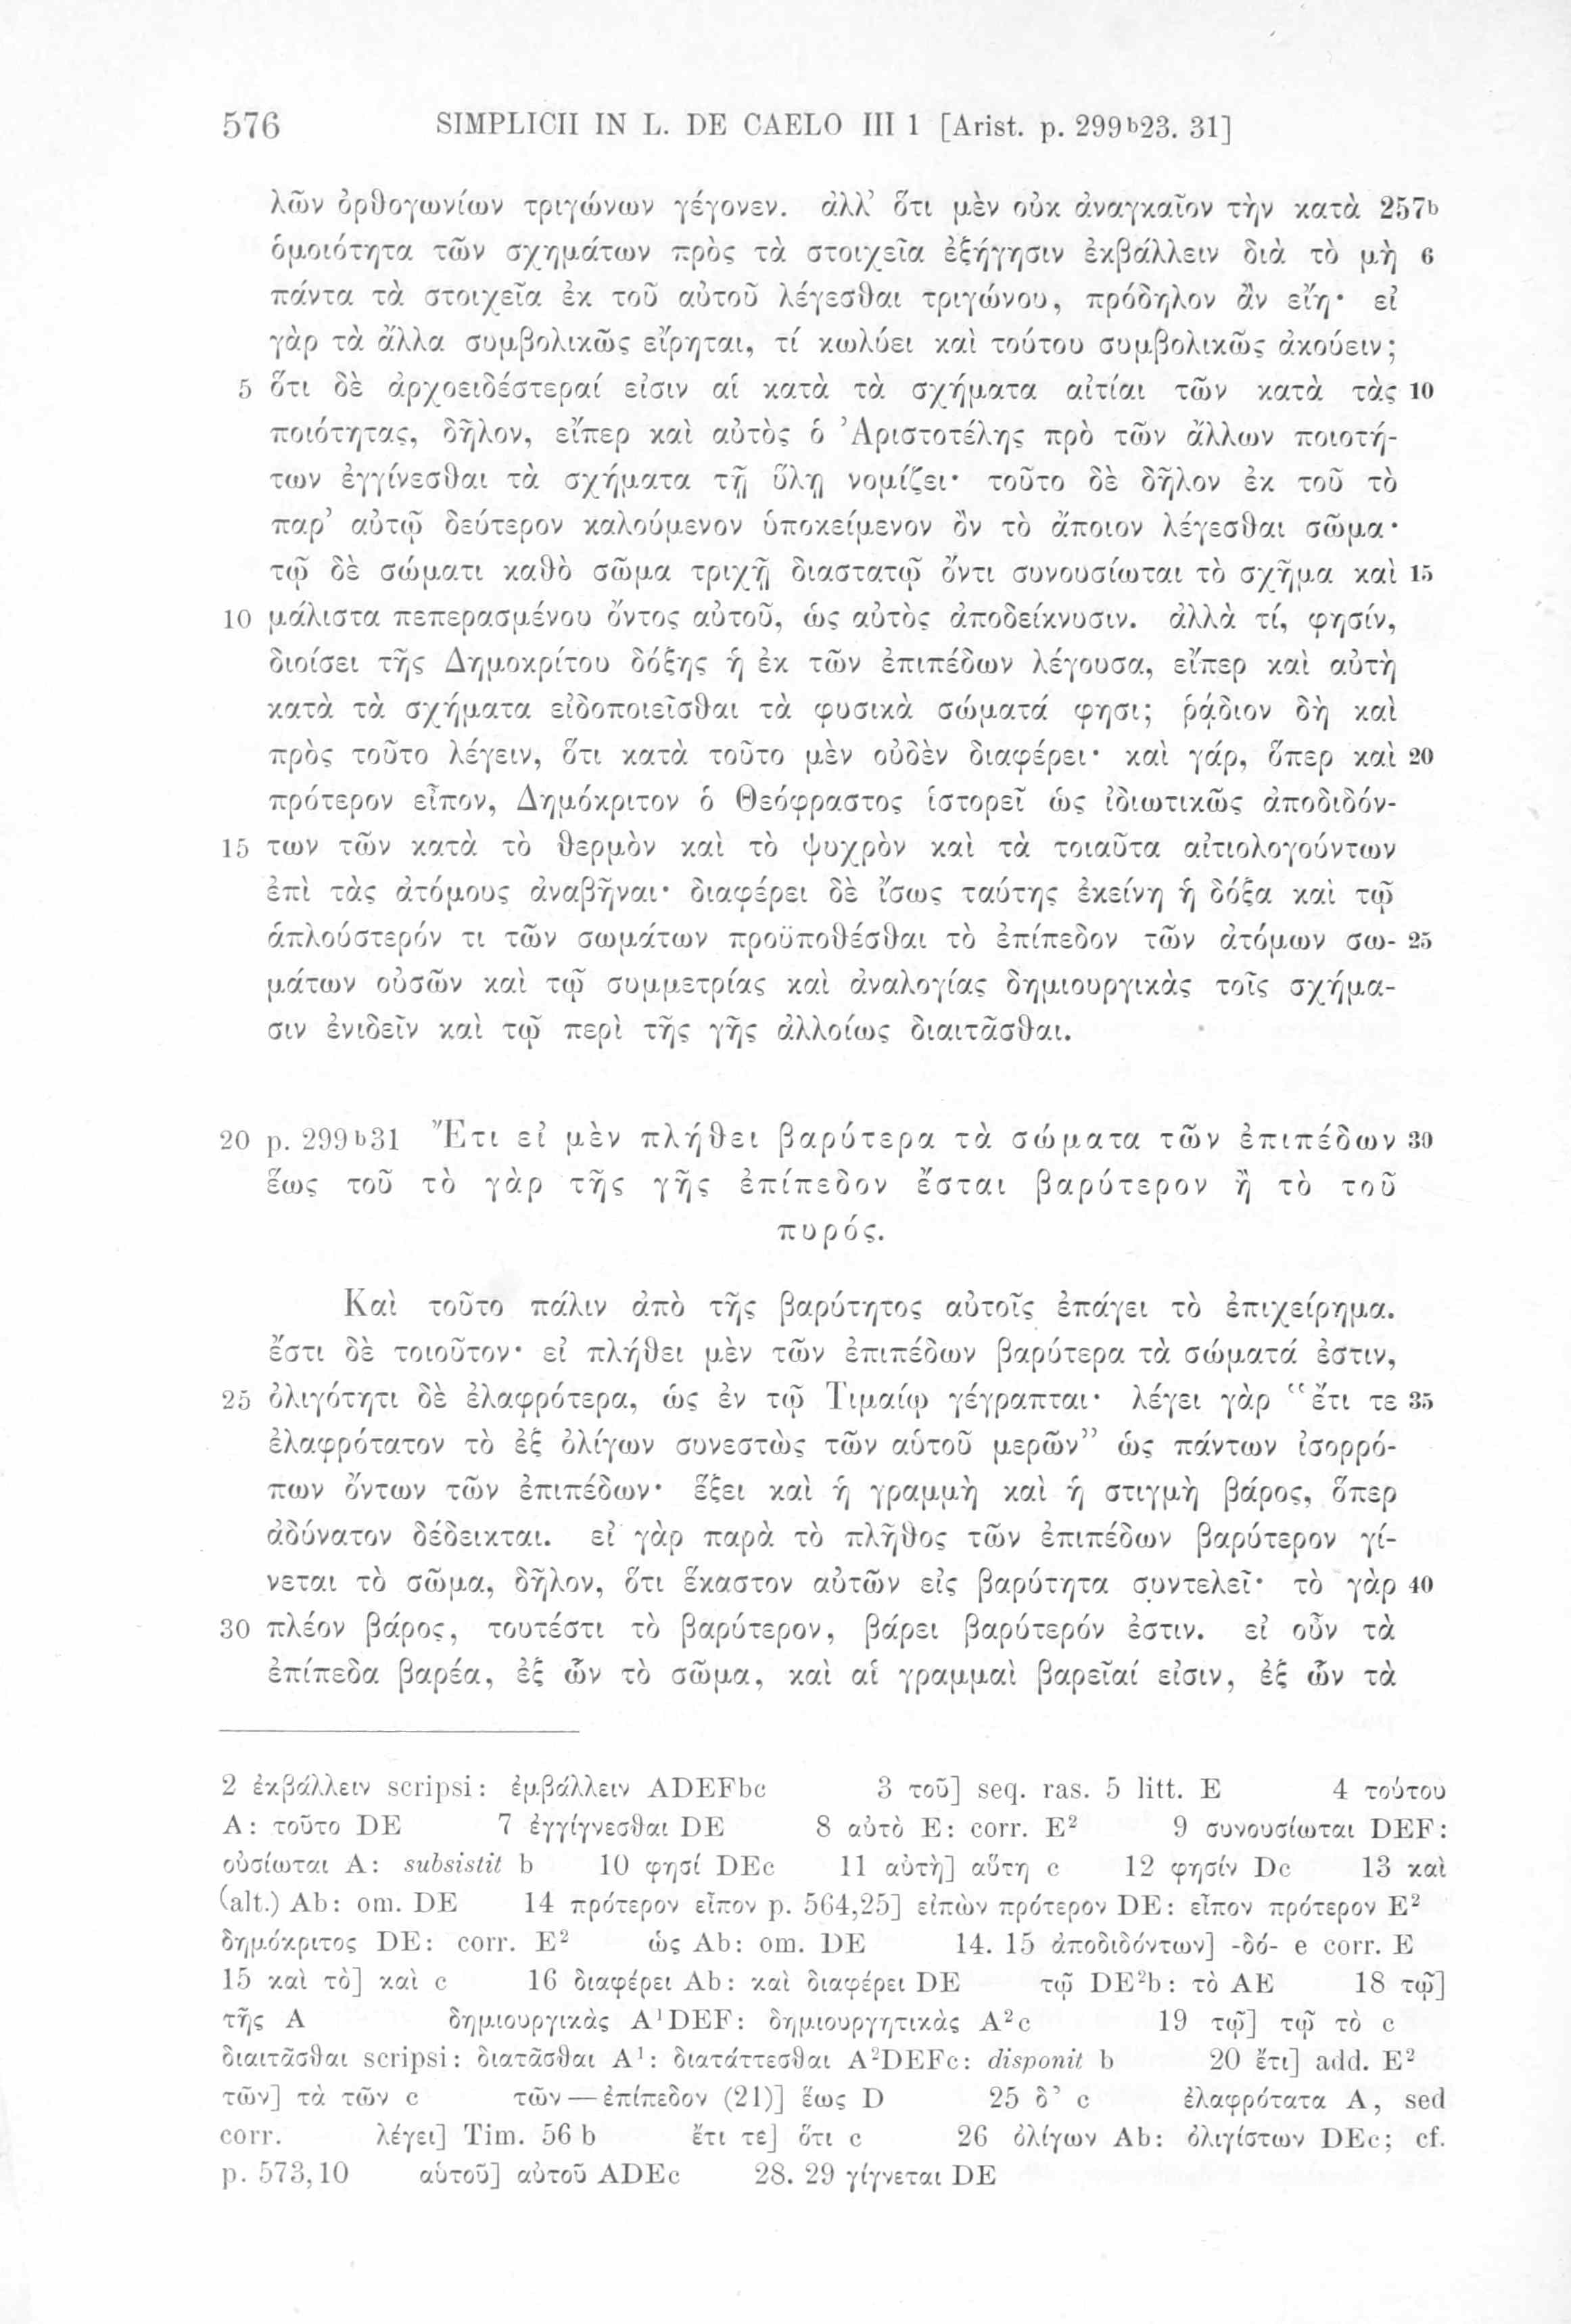 576 SIMPLICII IN L. DE CAELO III 1 [Arist. p. 299b23. 31]
λῶν ὀρθογωνίων τριγώνων γέγονεν. ἀλλ’ ὅτι μὲν οὐκ ἀναγκαῖον τὴν κατὰ 257b
ὁμοιότητα τῶν σχημάτων πρὸς τὰ στοιχεῖα ἐξήγησιν ἐκβάλλειν διὰ τὸ μὴ 6
πάντα τὰ στοιχεῖα ἐκ τοῦ αὐτοῦ λέγεσθαι τριγώνου, πρόδηλον ἂν εἴη· εἰ
γὰρ τὰ ἄλλα συμβολικῶς εἴρηται, τί κωλύει καὶ τούτου συμβολικῶς ἀκούειν;
5 ὅτι δὲ ἀρχοειδέστεραί εἰσιν αἱ κατὰ τὰ σχήματα αἰτίαι τῶν κατὰ τὰς 10
ποιότητας, δῆλον, εἴπερ καὶ αὐτὸς ὁ Ἀριστοτέλης πρὸ τῶν ἄλλων ποιοτή-
των ἐγγίνεσθαι τὰ σχήματα τῇ ὕλῃ νομίζει· τοῦτο δὲ δῆλον ἐκ τοῦ τὸ
παρ’ αὐτῷ δεύτερον καλούμενον ὑποκείμενον ὂν τὸ ἄποιον λέγεσθαι σῶμα·
τῷ δὲ σώματι καθὸ σῶμα τριχῇ διαστατῷ ὄντι συνουσίωται τὸ σχῆμα καὶ 15
10 μάλιστα πεπερασμένου ὄντος αὐτοῦ, ὡς αὐτὸς ἀποδείκνυσιν. ἀλλὰ τί, φησίν,
διοίσει τῆς Δημοκρίτου δόξης ἡ ἐκ τῶν ἐπιπέδων λέγουσα, εἴπερ καὶ αὐτὴ
κατὰ τὰ σχήματα εἰδοποιεῖσθαι τὰ φυσικὰ σώματά φησι; ῥᾴδιον δὴ καὶ
πρὸς τοῦτο λέγειν, ὅτι κατὰ τοῦτο μὲν οὐδὲν διαφέρει· καὶ γάρ, ὅπερ καὶ 20
πρότερον εἶπον, Δημόκριτον ὁ Θεόφραστος ἱστορεῖ ὡς ἰδιωτικῶς ἀποδιδόν-
15 των τῶν κατὰ τὸ θερμὸν καὶ τὸ ψυχρὸν καὶ τὰ τοιαῦτα αἰτιολογούντων
ἐπὶ τὰς ἀτόμους ἀναβῆναι· διαφέρει δὲ ἴσως ταύτης ἐκείνη ἡ δόξα καὶ τῷ
ἁπλούστερόν τι τῶν σωμάτων προϋποθέσθαι τὸ ἐπίπεδον τῶν ἀτόμων σω- 25
μάτων οὐσῶν καὶ τῷ συμμετρίας καὶ ἀναλογίας δημιουργικὰς τοῖς σχήμα-
σιν ἐνιδεῖν καὶ τῷ περὶ τῆς γῆς ἀλλοίως διαιτᾶσθαι.
20 p. 299b31 Ἔτι εἰ μὲν πλήθει βαρύτερα τὰ σώματα τῶν ἐπιπέδων 30
ἕως τοῦ τὸ γὰρ τῆς γῆς ἐπίπεδον ἔσται βαρύτερον ἢ τὸ τοῦ
πυρός.
Καὶ τοῦτο πάλιν ἀπὸ τῆς βαρύτητος αὐτοῖς ἐπάγει τὸ ἐπιχείρημα.
ἔστι δὲ τοιοῦτον· εἰ πλήθει μὲν τῶν ἐπιπέδων βαρύτερα τὰ σώματά ἐστιν,
25 ὀλιγότητι δὲ ἐλαφρότερα, ὡς ἐν τῷ Τιμαίῳ γέγραπται· λέγει γὰρ “ἔτι τε 35
ἐλαφρότατον τὸ ἐξ ὀλίγων συνεστὼς τῶν αὑτοῦ μερῶν” ὡς πάντων ἰσορρό-
πων ὄντων τῶν ἐπιπέδων· ἕξει καὶ ἡ γραμμὴ καὶ ἡ στιγμὴ βάρος, ὅπερ
ἀδύνατον δέδεικται. εἰ γὰρ παρὰ τὸ πλῆθος τῶν ἐπιπέδων βαρύτερον γί-
νεται τὸ σῶμα, δῆλον, ὅτι ἕκαστον αὐτῶν εἰς βαρύτητα συντελεῖ· τὸ γὰρ 40
30 πλέον βάρος, τουτέστι τὸ βαρύτερον, βάρει βαρύτερόν ἐστιν. εἰ οὖν τὰ
ἐπίπεδα βαρέα, ἐξ ὧν τὸ σῶμα, καὶ αἱ γραμμαὶ βαρεῖαί εἰσιν, ἐξ ὧν τὰ
2 ἐκβάλλειν scripsi: ἐμβάλλειν ADEFbc 3 τοῦ] seq. ras. 5 litt. E 4 τούτου
A: τοῦτο DE 7 ἐγγίγνεσθαι DE 8 αὐτὸ E: corr. E² 9 συνουσίωται DEF:
οὐσίωται A: subsistit b 10 φησί DEc 11 αὐτὴ] αὕτη c 12 φησίν Dc 13 καὶ
(alt.) Ab: om. DE 14 πρότερον εἶπον p. 564,25] εἰπὼν πρότερον DE: εἶπον πρότερον E²
δημόκριτος DE: corr. E² ὡς Ab: om. DE 14. 15 ἀποδιδόντων] -δό- e corr. E
15 καὶ τὸ] καὶ c 16 διαφέρει Ab: καὶ διαφέρει DE τῷ DE²b: τὸ AE 18 τῷ]
τῆς A δημιουργικὰς A¹DEF: δημιουργητικὰς A²c 19 τῷ] τῷ τὸ c
διαιτᾶσθαι scripsi: διατᾶσθαι A¹: διατάττεσθαι A²DEFc: disponit b 20 ἔτι] add. E²
τῶν] τὰ τῶν c τῶν — ἐπίπεδον (21)] ἕως D 25 δ’ c ἐλαφρότατα A, sed
corr. λέγει] Tim. 56 b ἔτι τε] ὅτι c 26 ὀλίγων Ab: ὀλιγίστων DEc; cf.
p. 573,10 αὑτοῦ] αὐτοῦ ADEc 28. 29 γίγνεται DE